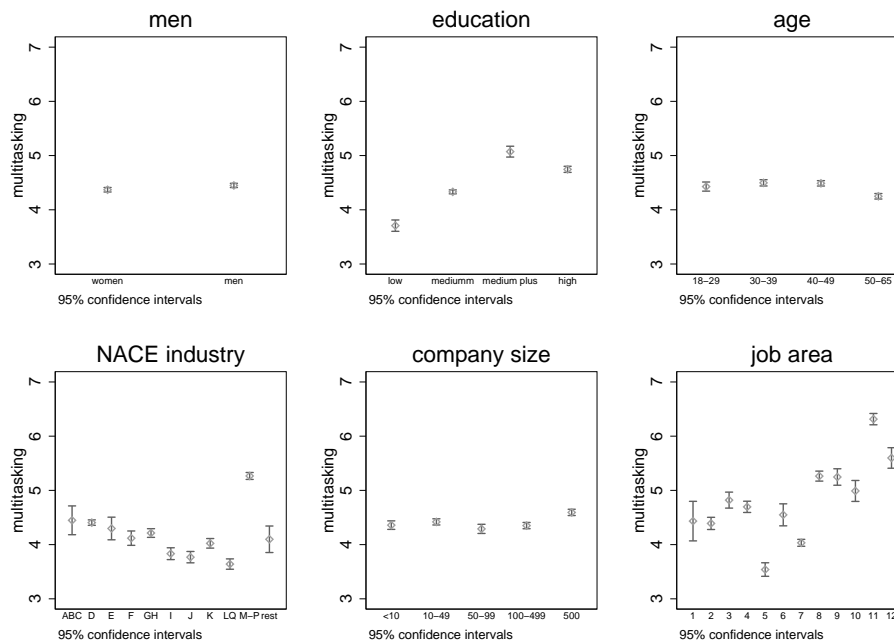 men
multitasking
7
6
5
4
3
women men
95% confidence intervals
education
multitasking
7
6
5
4
3
low mediumm medium plus high
95% confidence intervals
age
multitasking
7
6
5
4
3
18−29 30−39 40−49 50−65
95% confidence intervals
NACE industry
multitasking
7
6
5
4
3
ABC D E F GH I J K LQ M−P rest
95% confidence intervals
company size
multitasking
7
6
5
4
3
<10 10−49 50−99 100−499 500
95% confidence intervals
job area
multitasking
7
6
5
4
3
1 2 3 4 5 6 7 8 9 10 11 12
95% confidence intervals